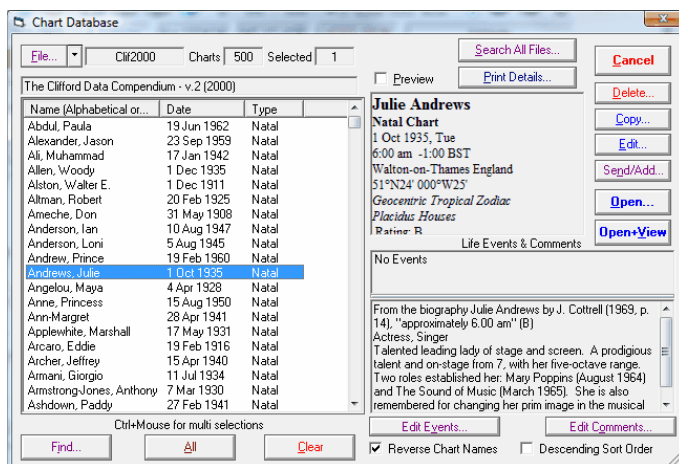 Chart Database
File... Clif2000 Charts 500 Selected 1
Search All Files...
Cancel
The Clifford Data Compendium - v.2 (2000)
Preview Print Details...
Delete...
Copy...
Edit...
Send/Add...
Open...
Open+View
Name (Alphabetical or... Date Type
Abdul, Paula 19 Jun 1962 Natal
Alexander, Jason 23 Sep 1959 Natal
Ali, Muhammad 17 Jan 1942 Natal
Allen, Woody 1 Dec 1935 Natal
Alston, Walter E. 1 Dec 1911 Natal
Altman, Robert 20 Feb 1925 Natal
Ameche, Don 31 May 1908 Natal
Anderson, Ian 10 Aug 1947 Natal
Anderson, Loni 5 Aug 1945 Natal
Andrew, Prince 19 Feb 1960 Natal
Andrews, Julie 1 Oct 1935 Natal
Angelou, Maya 4 Apr 1928 Natal
Anne, Princess 15 Aug 1950 Natal
Ann-Margret 28 Apr 1941 Natal
Applewhite, Marshall 17 May 1931 Natal
Arcaro, Eddie 19 Feb 1916 Natal
Archer, Jeffrey 15 Apr 1940 Natal
Armani, Giorgio 11 Jul 1934 Natal
Armstrong-Jones, Anthony 7 Mar 1930 Natal
Ashdown, Paddy 27 Feb 1941 Natal
Julie Andrews
Natal Chart
1 Oct 1935, Tue
6:00 am -1:00 BST
Walton-on-Thames England
51°N24' 000°W25'
Geocentric Tropical Zodiac
Placidus Houses
Rating: B
Life Events & Comments
No Events
From the biography Julie Andrews by J. Cottrell (1969, p.
14), "approximately 6.00 am" (B)
Actress, Singer
Talented leading lady of stage and screen. A prodigious
talent and on-stage from 7, with her five-octave range.
Two roles established her: Mary Poppins (August 1964)
and The Sound of Music (March 1965). She is also
remembered for changing her prim image in the musical
Ctrl+Mouse for multi selections
Find... All Clear
Edit Events... Edit Comments...
Reverse Chart Names Descending Sort Order